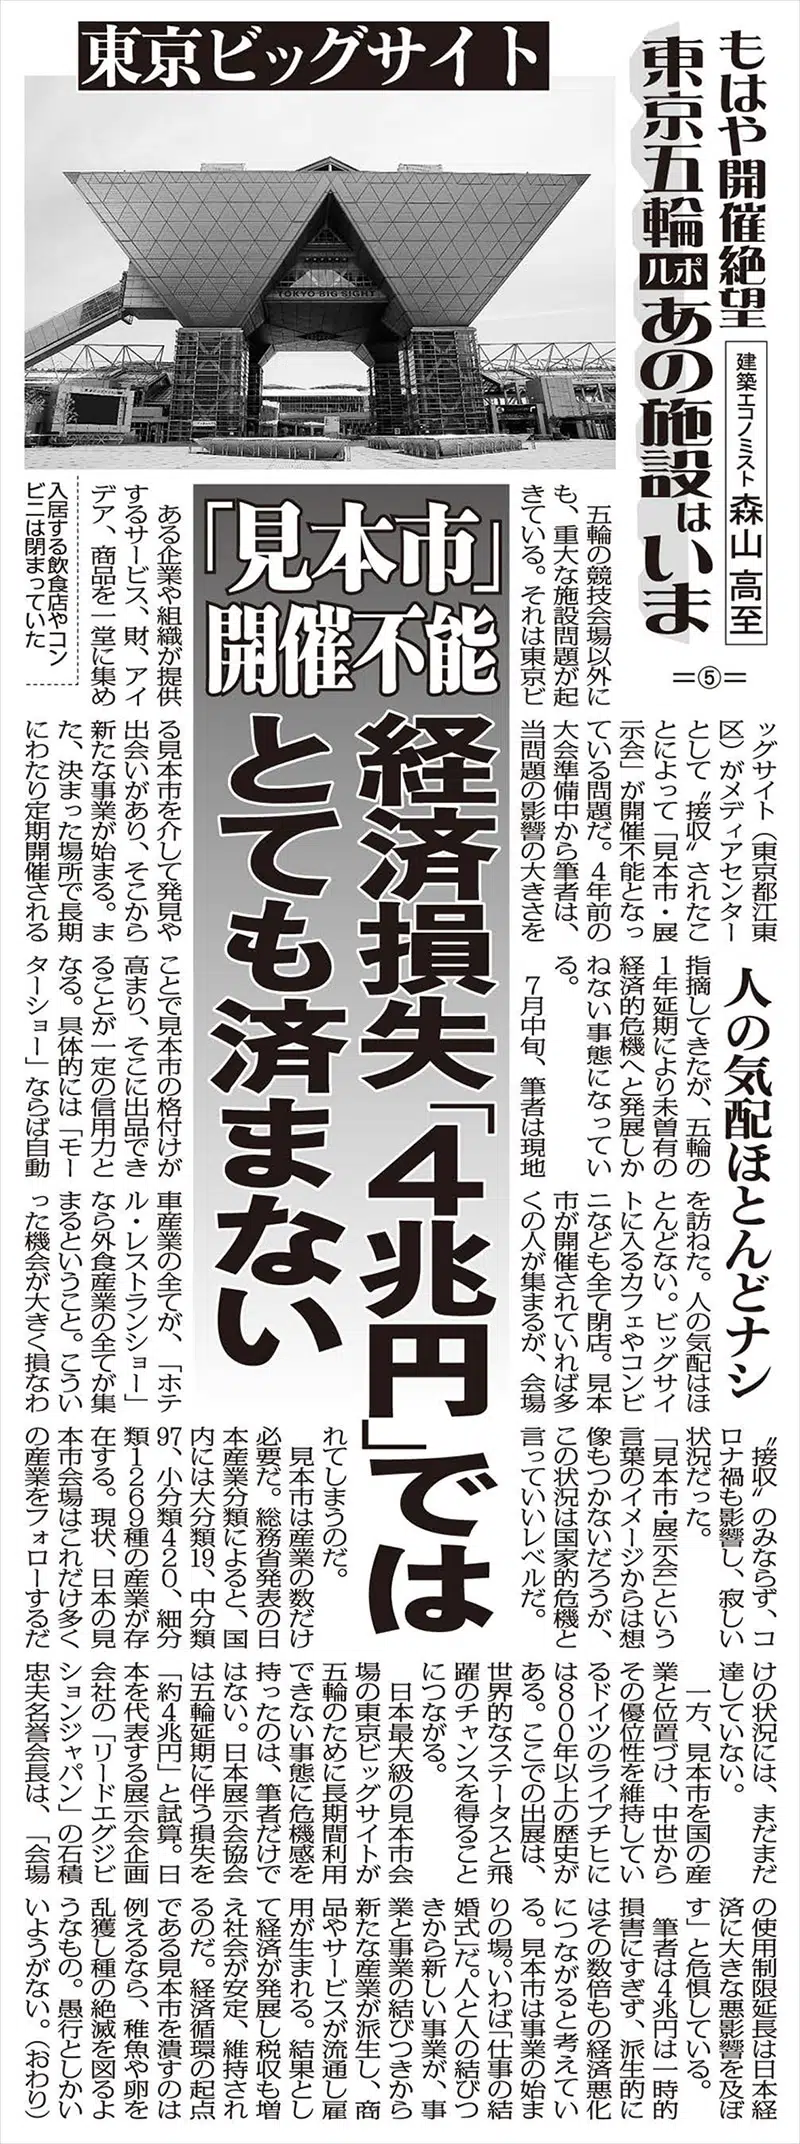 もはや開催絶望
東京五輪ルポあの施設はいま
建築エコノミスト 森山高至
=⑤=
東京ビッグサイト
TOKYO BIG SIGHT
入居する飲食店やコン
ビニは閉まっていた
「見本市」
開催不能
経済損失「4兆円」では
とても済まない
五輪の競技会場以外に
も、重大な施設問題が起
きている。それは東京ビ
ッグサイト(東京都江東
区)がメディアセンター
として〝接収〟されたこ
とによって「見本市・展
示会」が開催不能となっ
ている問題だ。4年前の
大会準備中から筆者は、
当問題の影響の大きさを
指摘してきたが、五輪の
1年延期により未曽有の
経済的危機へと発展しか
ねない事態になってい
る。
7月中旬、筆者は現地
人の気配ほとんどナシ
を訪ねた。人の気配はほ
とんどない。ビッグサイ
トに入るカフェやコンビ
ニなども全て閉店。見本
市が開催されていれば多
くの人が集まるが、会場
〝接収〟のみならず、コ
ロナ禍も影響し、寂しい
状況だった。
「見本市・展示会」という
言葉のイメージからは想
像もつかないだろうが、
この状況は国家的危機と
言っていいレベルだ。
ある企業や組織が提供
するサービス、財、アイ
デア、商品を一堂に集め
る見本市を介して発見や
出会いがあり、そこから
新たな事業が始まる。ま
た、決まった場所で長期
にわたり定期開催される
ことで見本市の格付けが
高まり、そこに出品でき
ることが一定の信用力と
なる。具体的には「モー
ターショー」ならば自動
車産業の全てが、「ホテ
ル・レストランショー」
なら外食産業の全てが集
まるということ。こうい
った機会が大きく損なわ
れてしまうのだ。
見本市は産業の数だけ
必要だ。総務省発表の日
本産業分類によると、国
内には大分類19、中分類
97、小分類420、細分
類1269種の産業が存
在する。現状、日本の見
本市会場はこれだけ多く
の産業をフォローするだ
けの状況には、まだまだ
達していない。
一方、見本市を国の産
業と位置づけ、中世から
その優位性を維持してい
るドイツのライプチヒに
は800年以上の歴史が
ある。ここでの出展は、
世界的なステータスと飛
躍のチャンスを得ること
につながる。
日本最大級の見本市会
場の東京ビッグサイトが
五輪のために長期間利用
できない事態に危機感を
持ったのは、筆者だけで
はない。日本展示会協会
は五輪延期に伴う損失を
「約4兆円」と試算。日
本を代表する展示会企画
会社の「リードエグジビ
ションジャパン」の石積
忠夫名誉会長は、「会場
の使用制限延長は日本経
済に大きな悪影響を及ぼ
す」と危惧している。
筆者は4兆円は一時的
損害にすぎず、派生的に
はその数倍もの経済悪化
につながると考えてい
る。見本市は事業の始ま
りの場。いわば「仕事の結
婚式」だ。人と人の結びつ
きから新しい事業が、事
業と事業の結びつきから
新たな産業が派生し、商
品やサービスが流通し雇
用が生まれる。結果とし
て経済が発展し税収も増
え社会が安定、維持され
るのだ。経済循環の起点
である見本市を潰すのは
例えるなら、稚魚や卵を
乱獲し種の絶滅を図るよ
うなもの。愚行としかい
いようがない。(おわり)